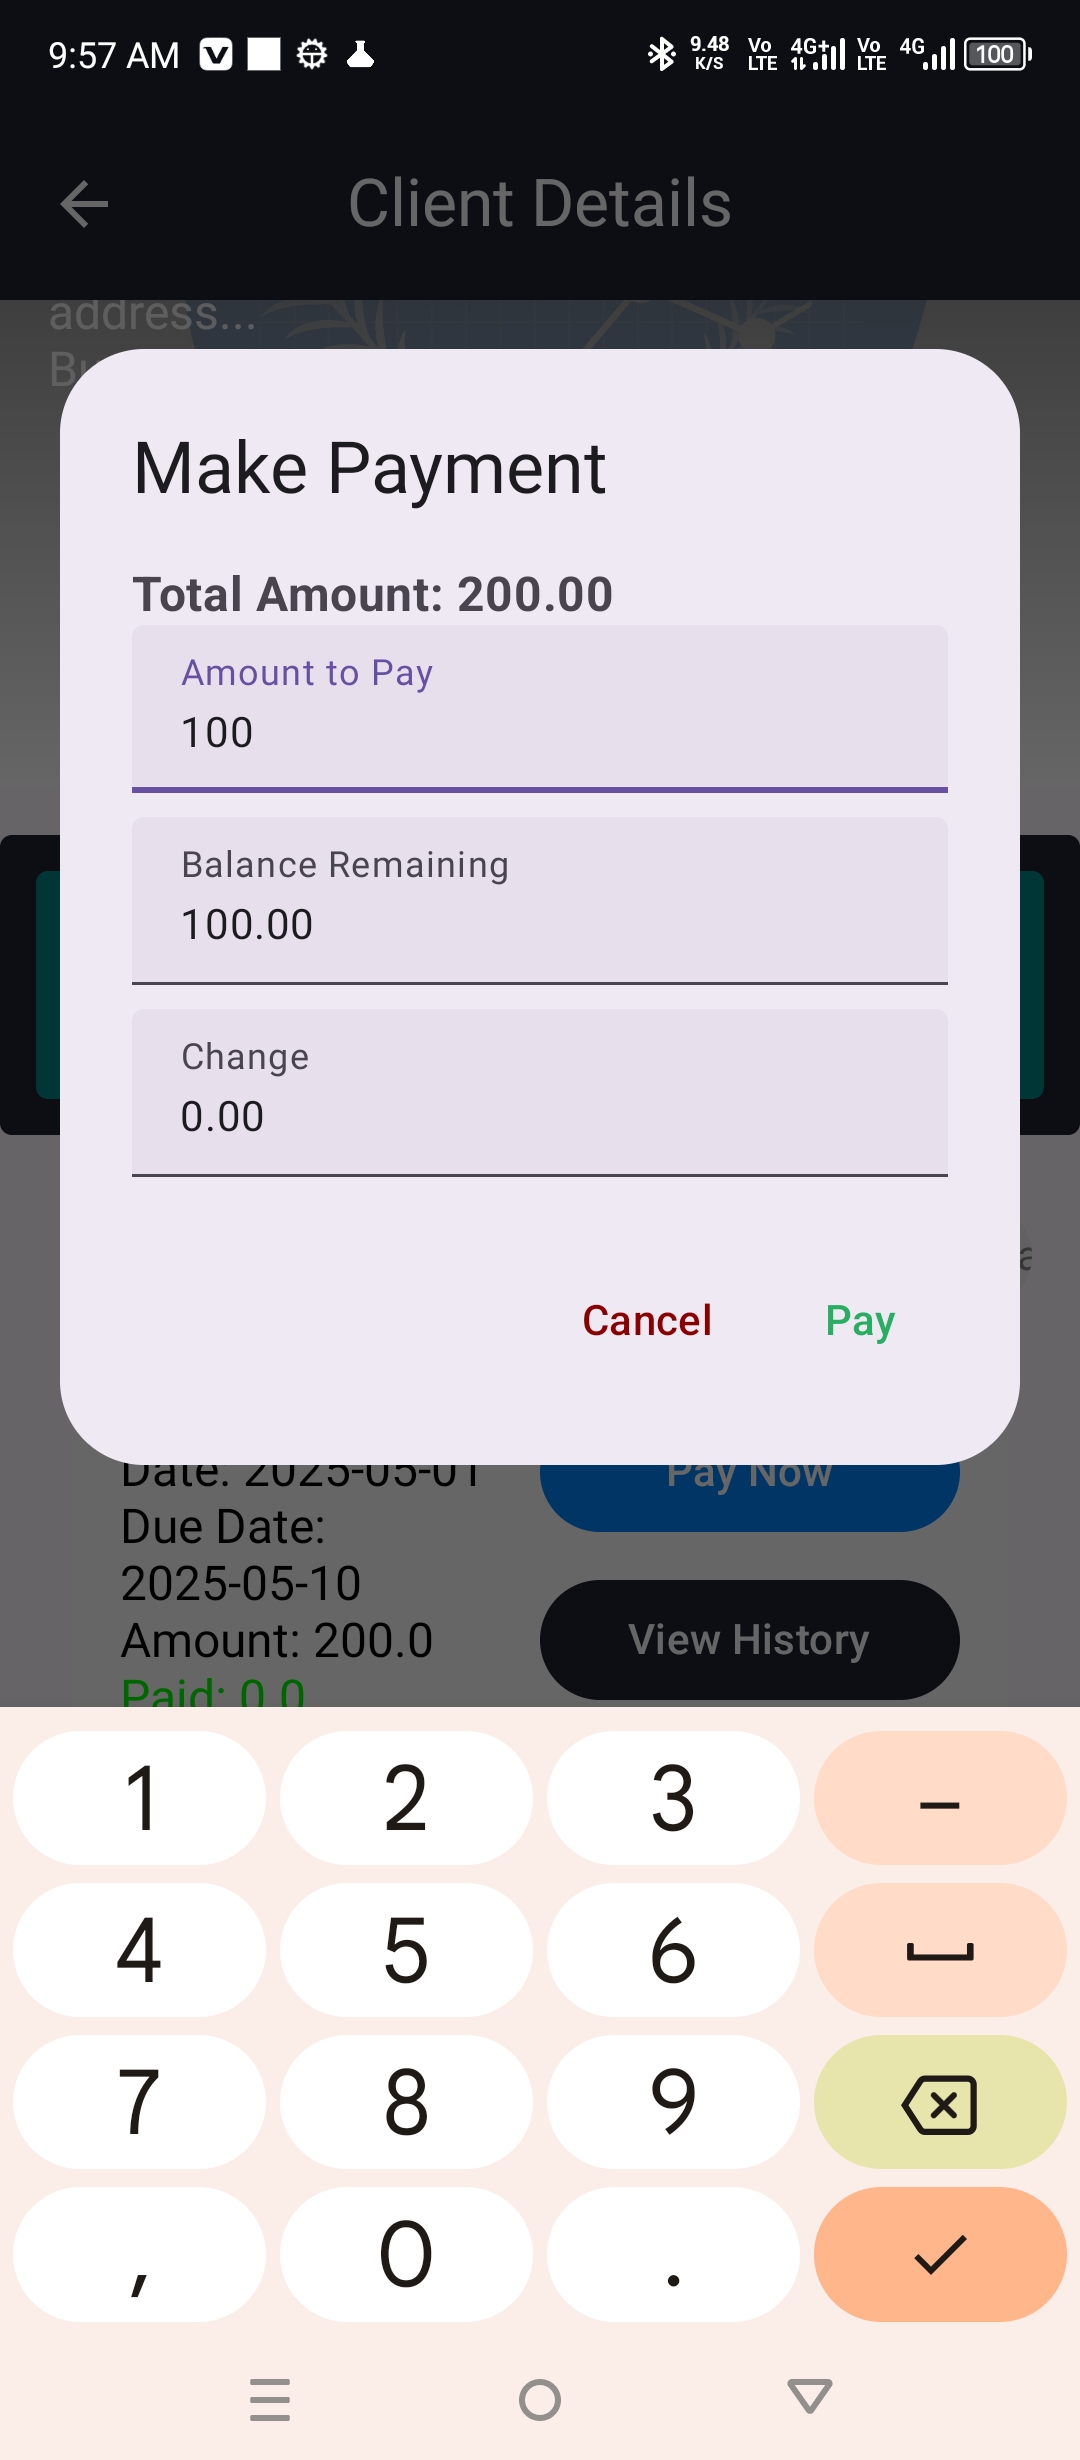 9:57 AM
9.48 K/S
Vo LTE
4G+
Vo LTE
4G
100
Client Details
address...
Make Payment
Total Amount: 200.00
Amount to Pay
100
Balance Remaining
100.00
Change
0.00
Cancel Pay
Date: 2025-05-01
Pay Now
Due Date:
2025-05-10
Amount: 200.0
View History
Paid: 0.0
1 2 3 –
4 5 6
7 8 9
, 0 .